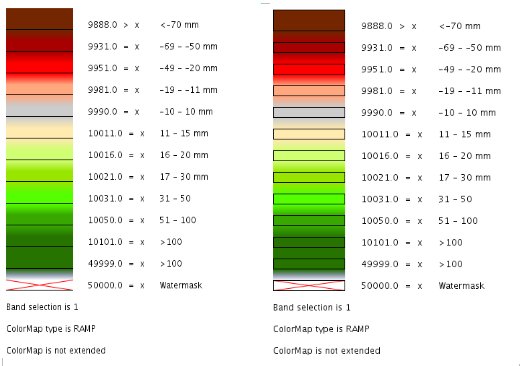 9888.0 > x <-70 mm
9931.0 = x -69 - -50 mm
9951.0 = x -49 - -20 mm
9981.0 = x -19 - -11 mm
9990.0 = x -10 - 10 mm
10011.0 = x 11 - 15 mm
10016.0 = x 16 - 20 mm
10021.0 = x 17 - 30 mm
10031.0 = x 31 - 50
10050.0 = x 51 - 100
10101.0 = x >100
49999.0 = x >100
50000.0 = x Watermask
Band selection is 1
ColorMap type is RAMP
ColorMap is not extended
9888.0 > x <-70 mm
9931.0 = x -69 - -50 mm
9951.0 = x -49 - -20 mm
9981.0 = x -19 - -11 mm
9990.0 = x -10 - 10 mm
10011.0 = x 11 - 15 mm
10016.0 = x 16 - 20 mm
10021.0 = x 17 - 30 mm
10031.0 = x 31 - 50
10050.0 = x 51 - 100
10101.0 = x >100
49999.0 = x >100
50000.0 = x Watermask
Band selection is 1
ColorMap type is RAMP
ColorMap is not extended